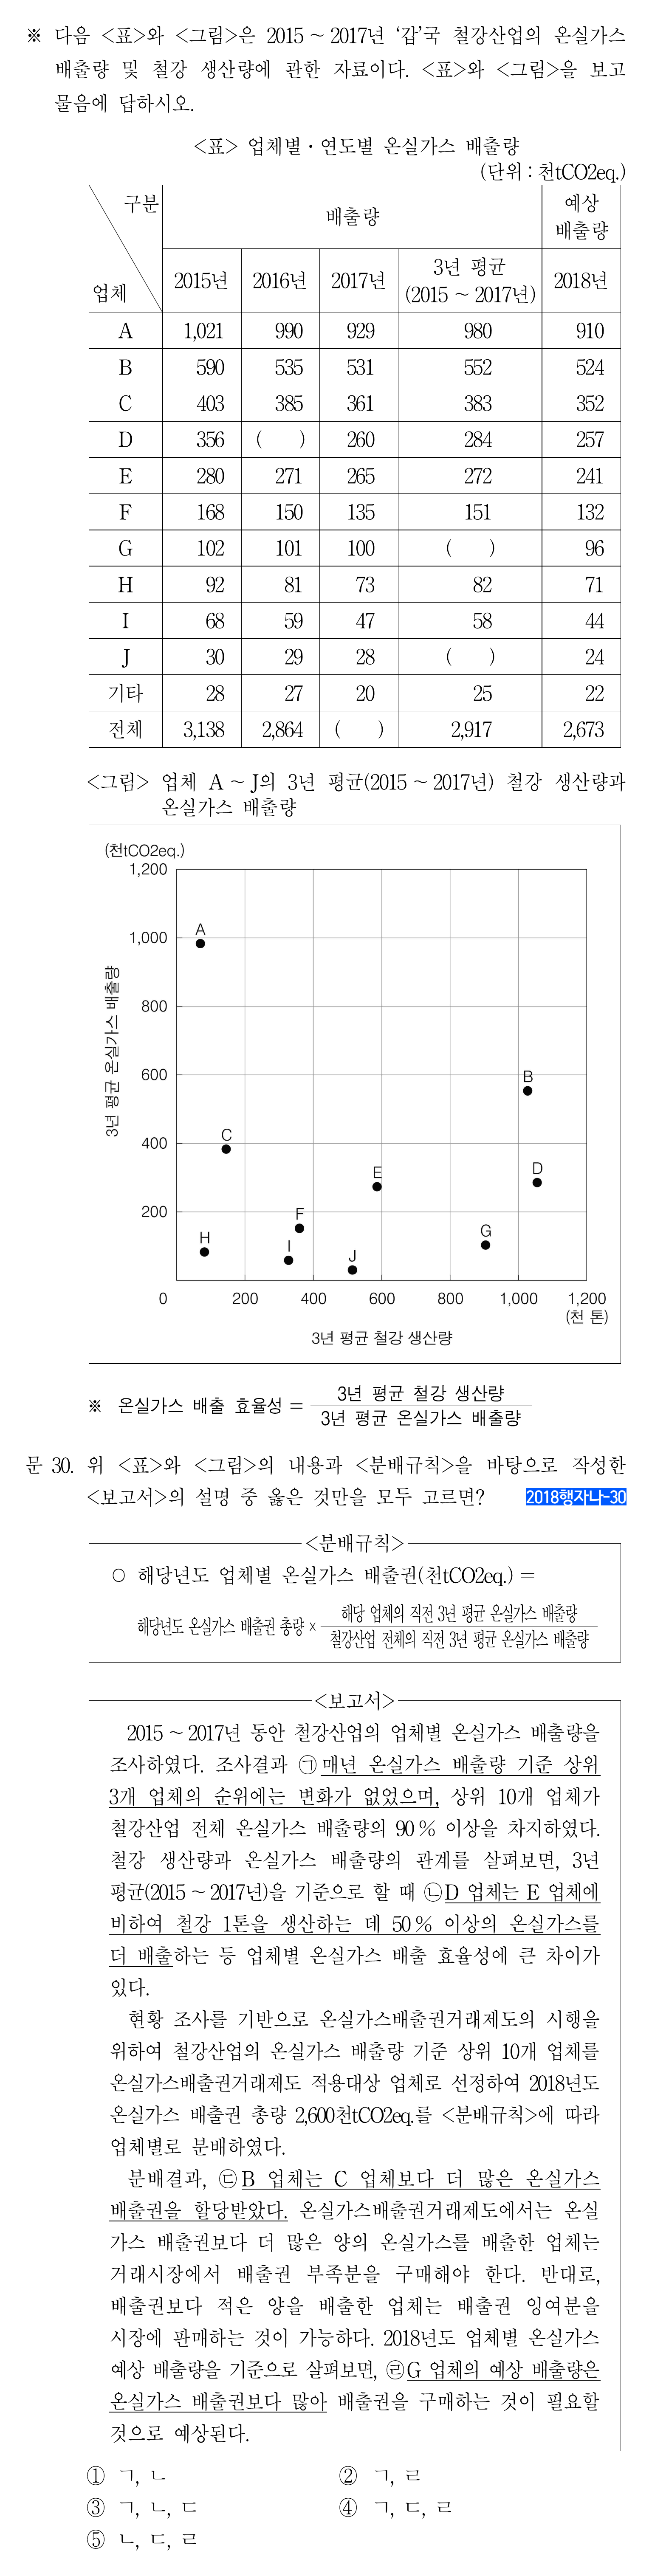 ※ 다음 <표>와 <그림>은 2015 ~ 2017년 '갑'국 철강산업의 온실가스
배출량 및 철강 생산량에 관한 자료이다. <표>와 <그림>을 보고
물음에 답하시오.
<표> 업체별·연도별 온실가스 배출량
(단위 : 천tCO2eq.)
구분 업체 배출량 예상 배출량
2015년 2016년 2017년 3년 평균 (2015 ~ 2017년) 2018년
A 1,021 990 929 980 910
B 590 535 531 552 524
C 403 385 361 383 352
D 356 ( ) 260 284 257
E 280 271 265 272 241
F 168 150 135 151 132
G 102 101 100 ( ) 96
H 92 81 73 82 71
I 68 59 47 58 44
J 30 29 28 ( ) 24
기타 28 27 20 25 22
전체 3,138 2,864 ( ) 2,917 2,673
<그림> 업체 A ~ J의 3년 평균(2015 ~ 2017년) 철강 생산량과
온실가스 배출량
(천tCO2eq.)
1,200
A
1,000
800
3년 평균 온실가스 배출량
600
B
400
C
E
D
200
F
H
I
J
G
0 200 400 600 800 1,000 1,200
(천 톤)
3년 평균 철강 생산량
※ 온실가스 배출 효율성 = 3년 평균 철강 생산량
3년 평균 온실가스 배출량
문 30. 위 <표>와 <그림>의 내용과 <분배규칙>을 바탕으로 작성한
<보고서>의 설명 중 옳은 것만을 모두 고르면? 2018행자나-30
<분배규칙>
○ 해당년도 업체별 온실가스 배출권(천tCO2eq.) =
해당년도 온실가스 배출권 총량 × 해당 업체의 직전 3년 평균 온실가스 배출량
철강산업 전체의 직전 3년 평균 온실가스 배출량
<보고서>
2015 ~ 2017년 동안 철강산업의 업체별 온실가스 배출량을
조사하였다. 조사결과 ㉠매년 온실가스 배출량 기준 상위
3개 업체의 순위에는 변화가 없었으며, 상위 10개 업체가
철강산업 전체 온실가스 배출량의 90 % 이상을 차지하였다.
철강 생산량과 온실가스 배출량의 관계를 살펴보면, 3년
평균(2015 ~ 2017년)을 기준으로 할 때 ㉡D 업체는 E 업체에
비하여 철강 1톤을 생산하는 데 50 % 이상의 온실가스를
더 배출하는 등 업체별 온실가스 배출 효율성에 큰 차이가
있다.
현황 조사를 기반으로 온실가스배출권거래제도의 시행을
위하여 철강산업의 온실가스 배출량 기준 상위 10개 업체를
온실가스배출권거래제도 적용대상 업체로 선정하여 2018년도
온실가스 배출권 총량 2,600천tCO2eq.를 <분배규칙>에 따라
업체별로 분배하였다.
분배결과, ㉢B 업체는 C 업체보다 더 많은 온실가스
배출권을 할당받았다. 온실가스배출권거래제도에서는 온실
가스 배출권보다 더 많은 양의 온실가스를 배출한 업체는
거래시장에서 배출권 부족분을 구매해야 한다. 반대로,
배출권보다 적은 양을 배출한 업체는 배출권 잉여분을
시장에 판매하는 것이 가능하다. 2018년도 업체별 온실가스
예상 배출량을 기준으로 살펴보면, ㉣G 업체의 예상 배출량은
온실가스 배출권보다 많아 배출권을 구매하는 것이 필요할
것으로 예상된다.
① ㄱ, ㄴ ② ㄱ, ㄹ
③ ㄱ, ㄴ, ㄷ ④ ㄱ, ㄷ, ㄹ
⑤ ㄴ, ㄷ, ㄹ